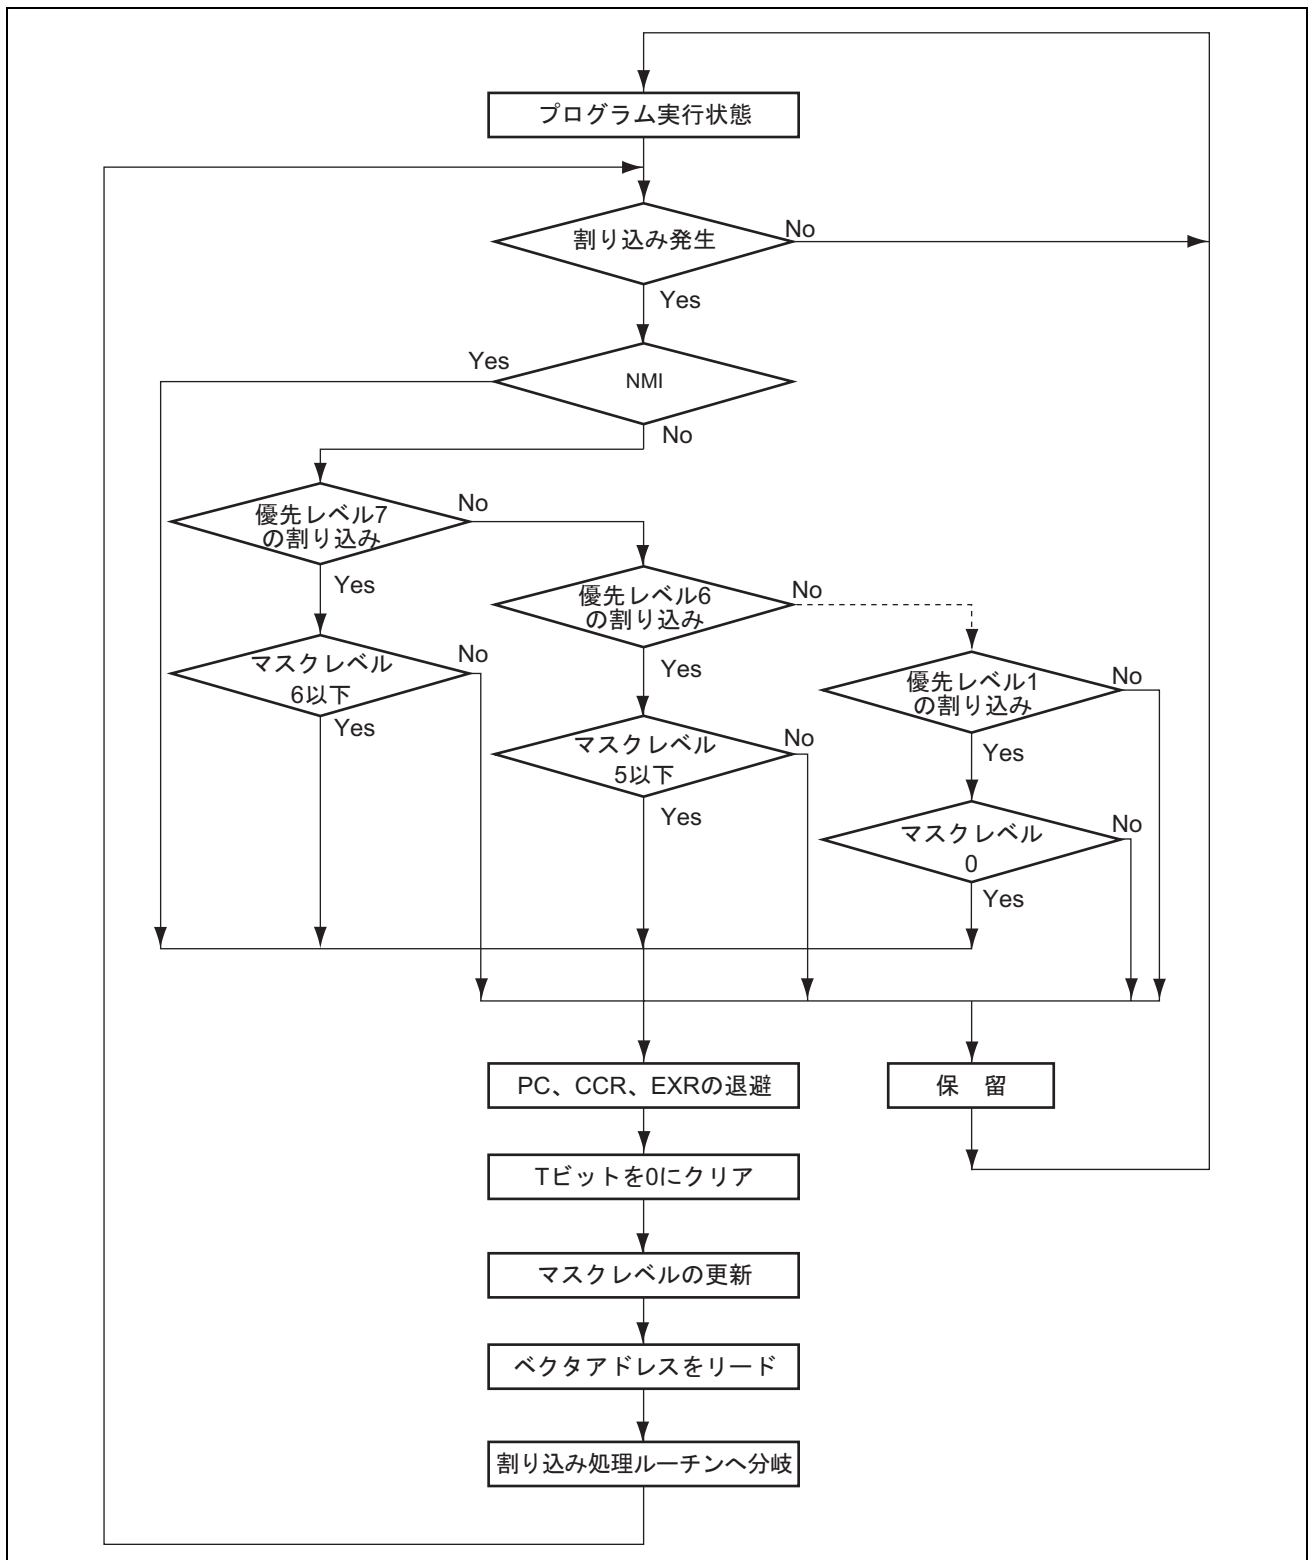 プログラム実行状態
割り込み発生
No
Yes
Yes
NMI
No
優先レベル7
の割り込み
No
Yes
優先レベル6
の割り込み
No
Yes
マスクレベル
6以下
No
Yes
優先レベル1
の割り込み
No
Yes
マスクレベル
5以下
No
Yes
マスクレベル
0
No
Yes
PC、CCR、EXRの退避
保　留
Tビットを0にクリア
マスクレベルの更新
ベクタアドレスをリード
割り込み処理ルーチンへ分岐